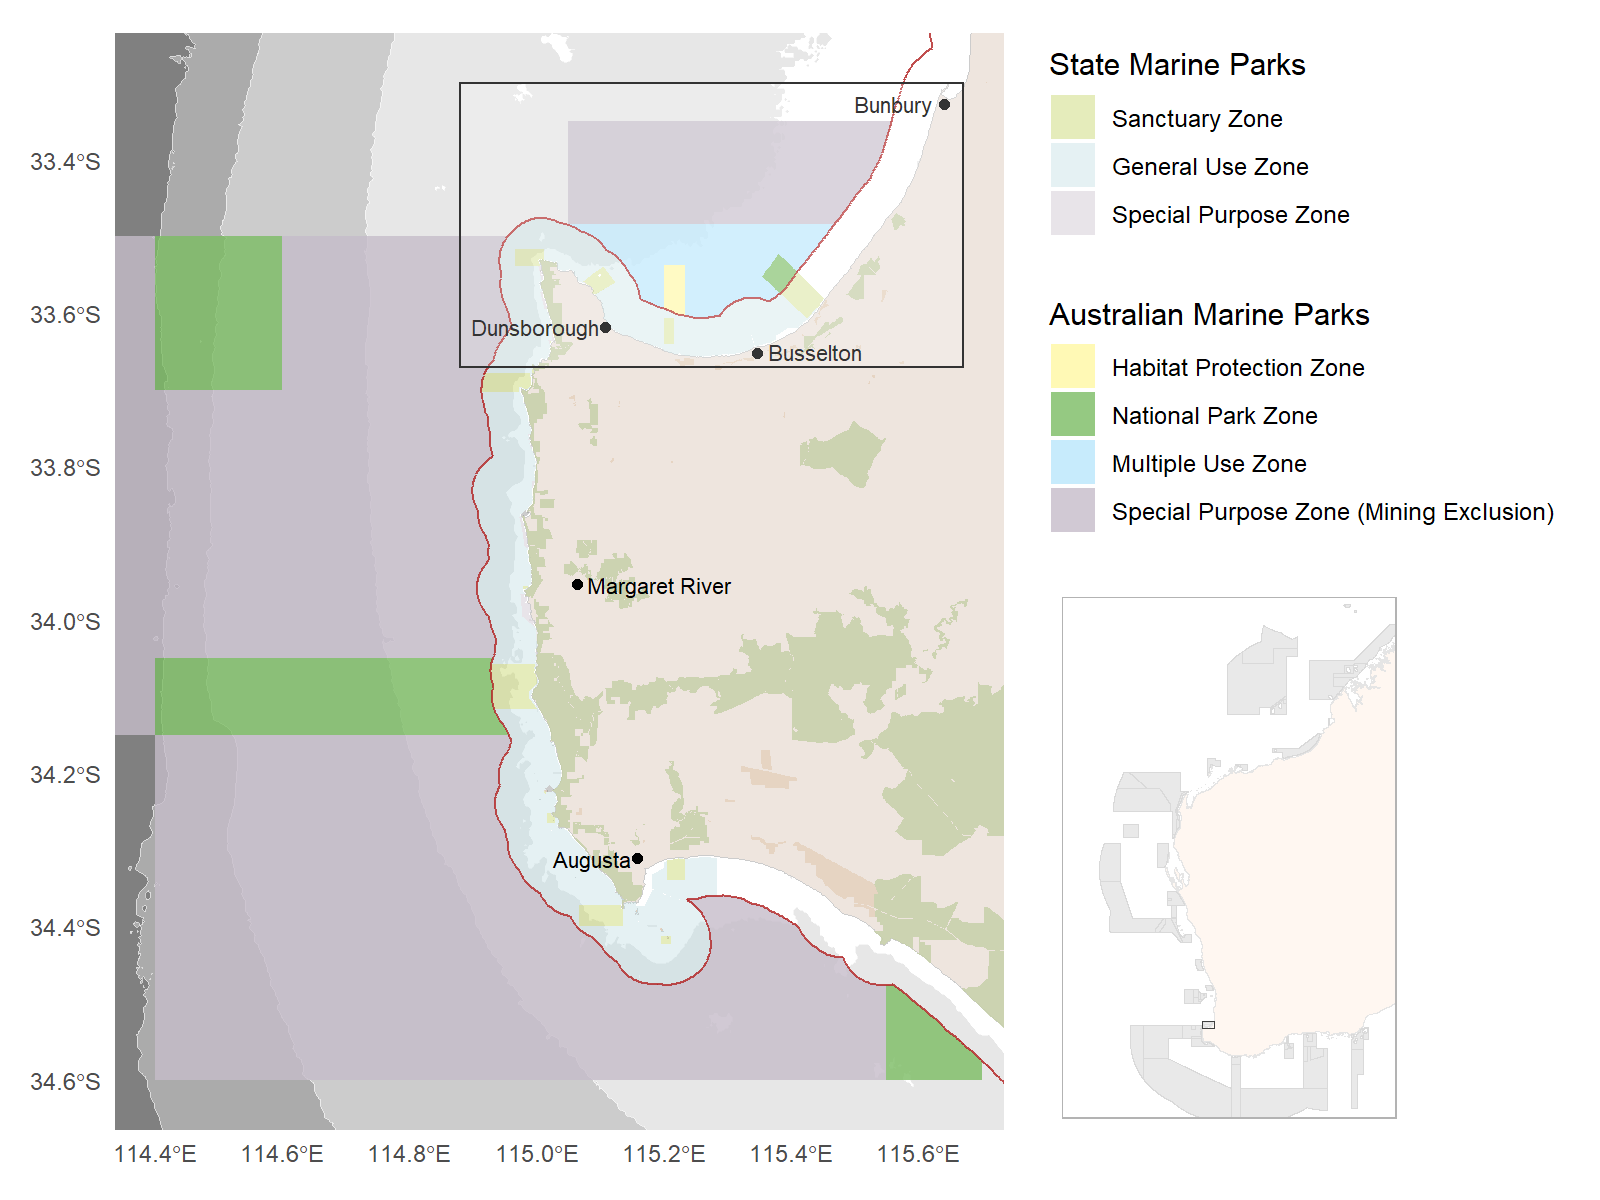 State Marine Parks
Sanctuary Zone
General Use Zone
Special Purpose Zone
Australian Marine Parks
Habitat Protection Zone
National Park Zone
Multiple Use Zone
Special Purpose Zone (Mining Exclusion)
Bunbury
Dunsborough
Busselton
Margaret River
Augusta
33.4°S
33.6°S
33.8°S
34.0°S
34.2°S
34.4°S
34.6°S
114.4°E
114.6°E
114.8°E
115.0°E
115.2°E
115.4°E
115.6°E